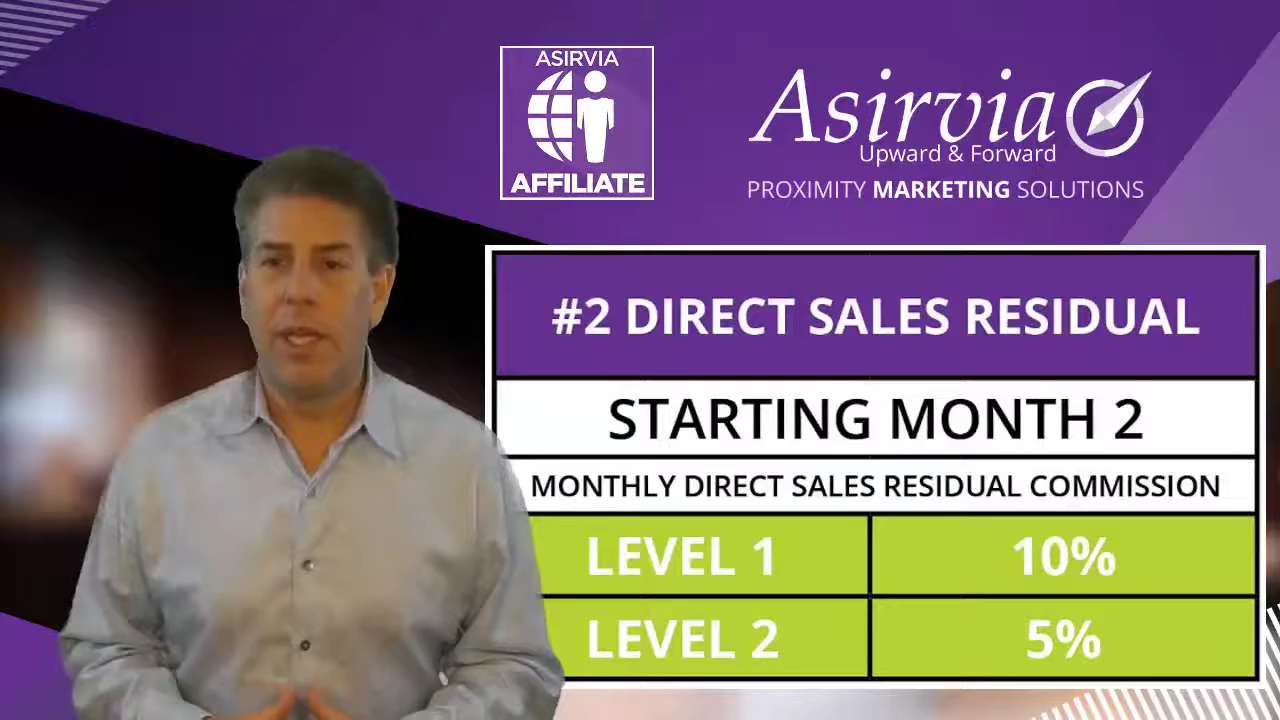 ASIRVIA
AFFILIATE
Asirvia
Upward & Forward
PROXIMITY MARKETING SOLUTIONS
#2 DIRECT SALES RESIDUAL
STARTING MONTH 2
MONTHLY DIRECT SALES RESIDUAL COMMISSION
LEVEL 1 10%
LEVEL 2 5%